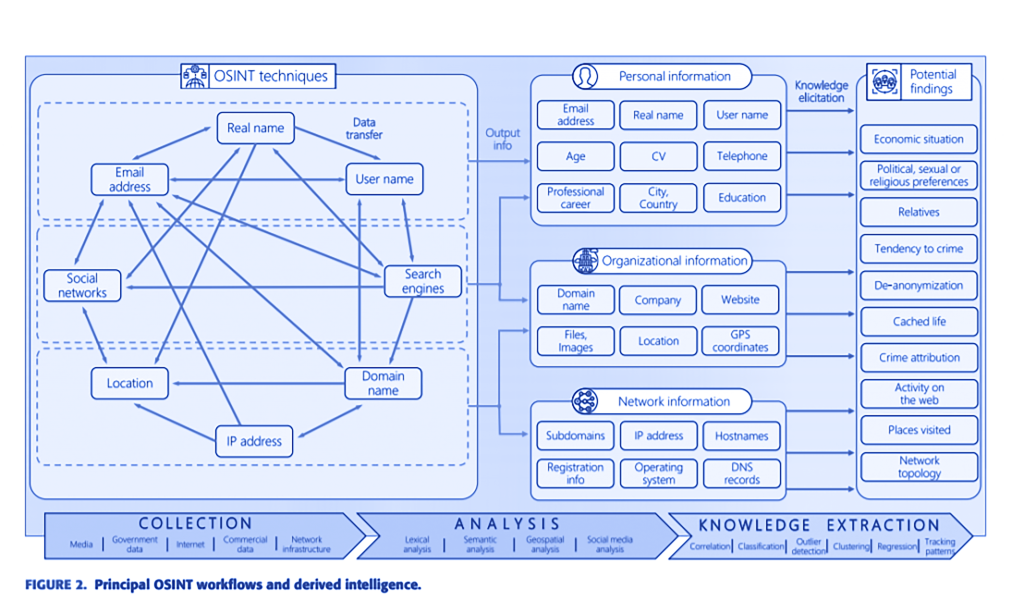 OSINT techniques
Real name
Data
transfer
Email
address
User name
Social
networks
Search
engines
Location
Domain
name
IP address
Output
info
Personal information
Email
address
Real name
User name
Age
CV
Telephone
Professional
career
City,
Country
Education
Organizational information
Domain
name
Company
Website
Files,
Images
Location
GPS
coordinates
Network information
Subdomains
IP address
Hostnames
Registration
info
Operating
system
DNS
records
Knowledge
elicitation
Potential
findings
Economic situation
Political, sexual or
religious preferences
Relatives
Tendency to crime
De-anonymization
Cached life
Crime attribution
Activity on
the web
Places visited
Network
topology
COLLECTION
Media
Government
data
Internet
Commercial
data
Network
infrastructure
ANALYSIS
Lexical
analysis
Semantic
analysis
Geospatial
analysis
Social media
analysis
KNOWLEDGE EXTRACTION
Correlation
Classification
Outlier
detection
Clustering
Regression
Tracking
patterns
FIGURE 2. Principal OSINT workflows and derived intelligence.